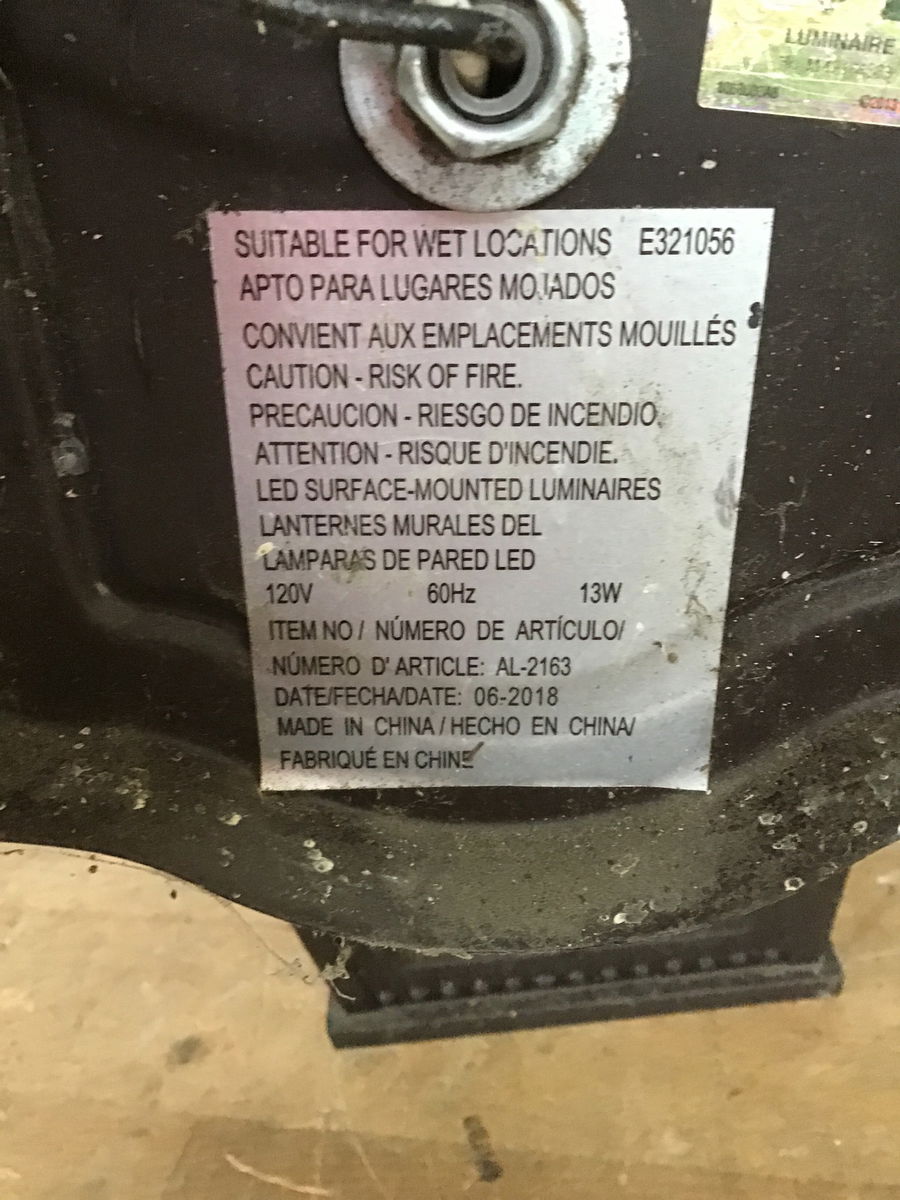 LUMINAIRE
SUITABLE FOR WET LOCATIONS E321056
APTO PARA LUGARES MOJADOS
CONVIENT AUX EMPLACEMENTS MOUILLÉS
CAUTION - RISK OF FIRE.
PRECAUCION - RIESGO DE INCENDIO.
ATTENTION - RISQUE D'INCENDIE.
LED SURFACE-MOUNTED LUMINAIRES
LANTERNES MURALES DEL
LAMPARAS DE PARED LED
120V 60Hz 13W
ITEM NO / NÚMERO DE ARTÍCULO/
NÚMERO D' ARTICLE: AL-2163
DATE/FECHA/DATE: 06-2018
MADE IN CHINA / HECHO EN CHINA/
FABRIQUÉ EN CHINE